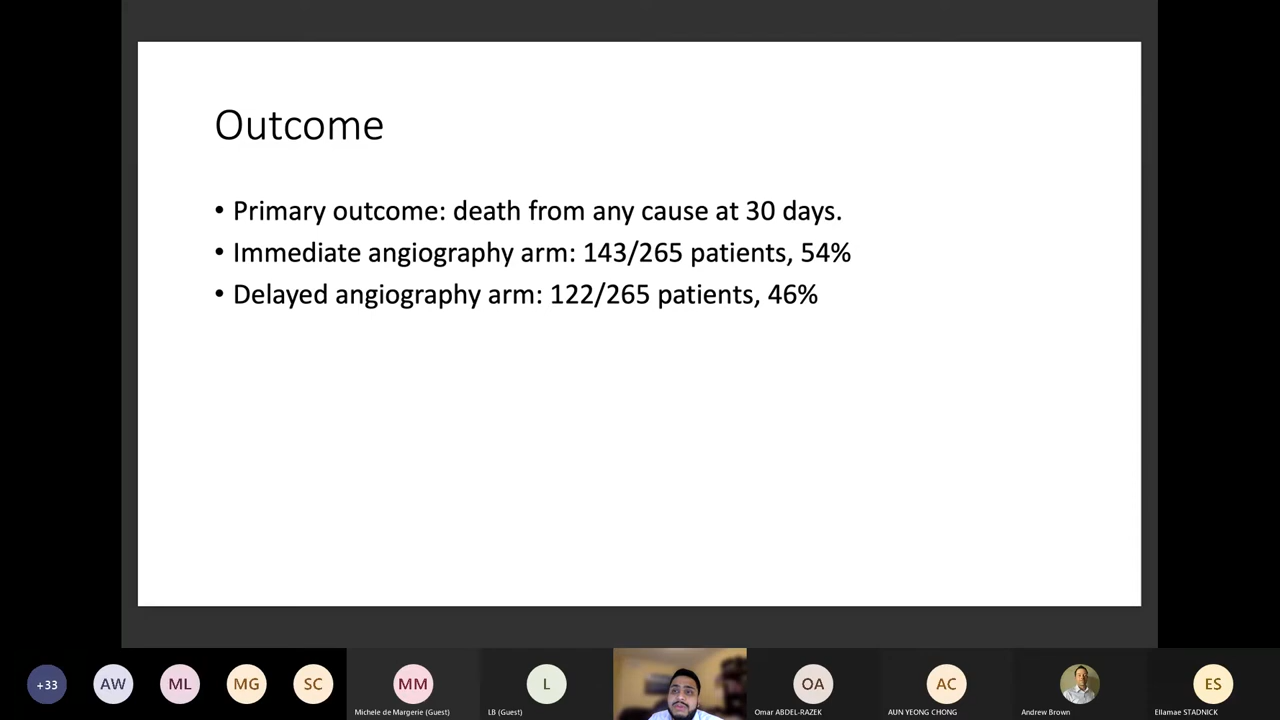 Outcome
• Primary outcome: death from any cause at 30 days.
• Immediate angiography arm: 143/265 patients, 54%
• Delayed angiography arm: 122/265 patients, 46%
+33
AW
ML
MG
SC
MM
L
OA
AC
ES
Michele de Margerie (Guest)
LB (Guest)
Omar ABDEL-RAZEK
AUN YEONG CHONG
Andrew Brown
Ellamae STADNICK